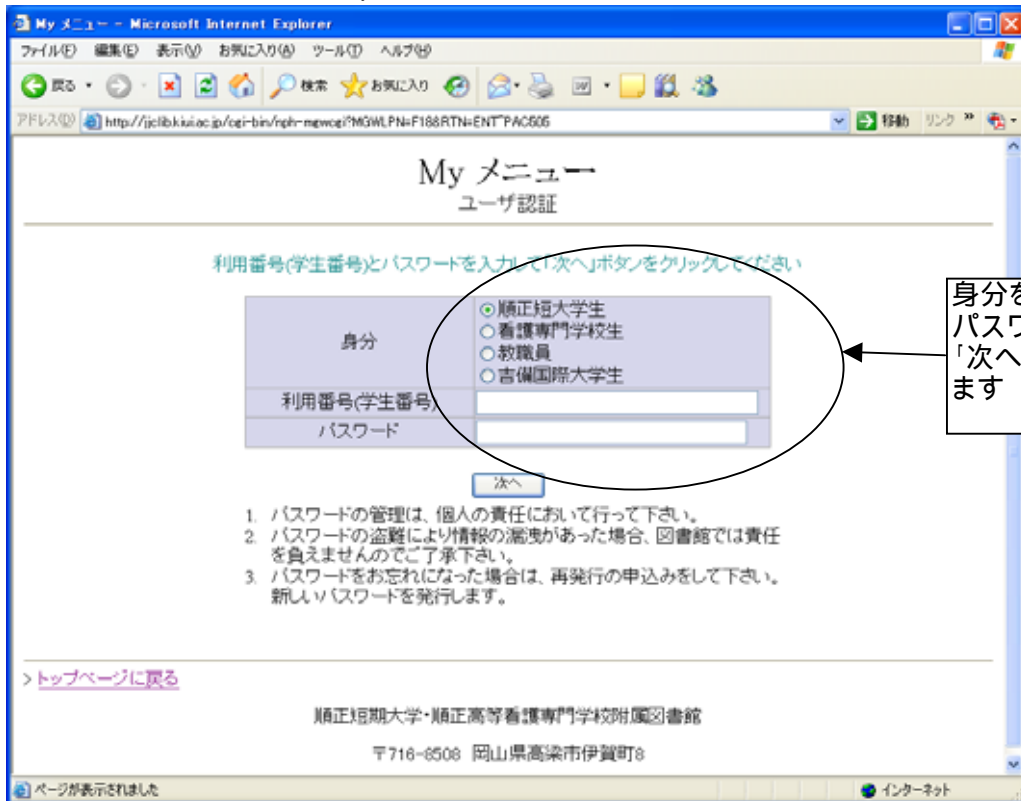 My メニュー - Microsoft Internet Explorer
ファイル(F) 編集(E) 表示(V) お気に入り(A) ツール(T) ヘルプ(H)
戻る 検索 お気に入り
アドレス(D) http://jjclib.kiui.ac.jp/cgi-bin/nph-mgwcgi?MGWLPN=F188RTN=ENT^PAC505 移動 リンク »
My メニュー
ユーザ認証
利用番号(学生番号)とパスワードを入力して「次へ」ボタンをクリックしてください
身分
順正短大学生
看護専門学校生
教職員
吉備国際大学生
利用番号(学生番号)
パスワード
次へ
身分を
パスワ
「次へ
ます
1. パスワードの管理は、個人の責任において行って下さい。
2. パスワードの盗難により情報の漏洩があった場合、図書館では責任
を負えませんのでご了承下さい。
3. パスワードをお忘れになった場合は、再発行の申込みをして下さい。
新しいパスワードを発行します。
> トップページに戻る
順正短期大学・順正高等看護専門学校附属図書館
〒716-8508 岡山県高梁市伊賀町8
ページが表示されました インターネット